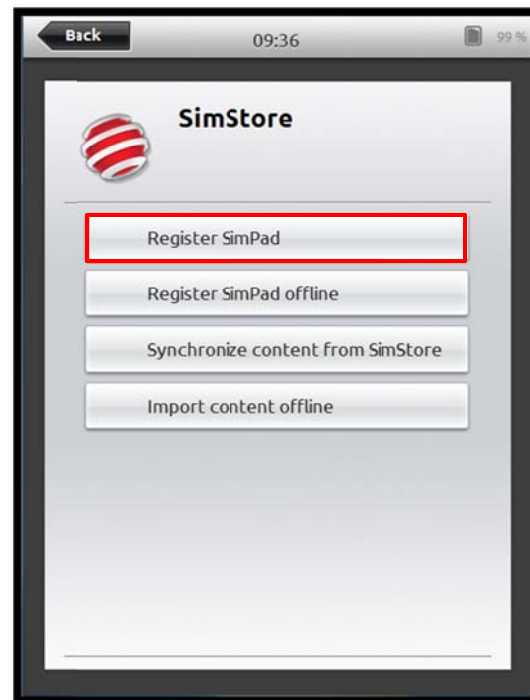 Back
09:36
99 %
SimStore
Register SimPad
Register SimPad offline
Synchronize content from SimStore
Import content offline